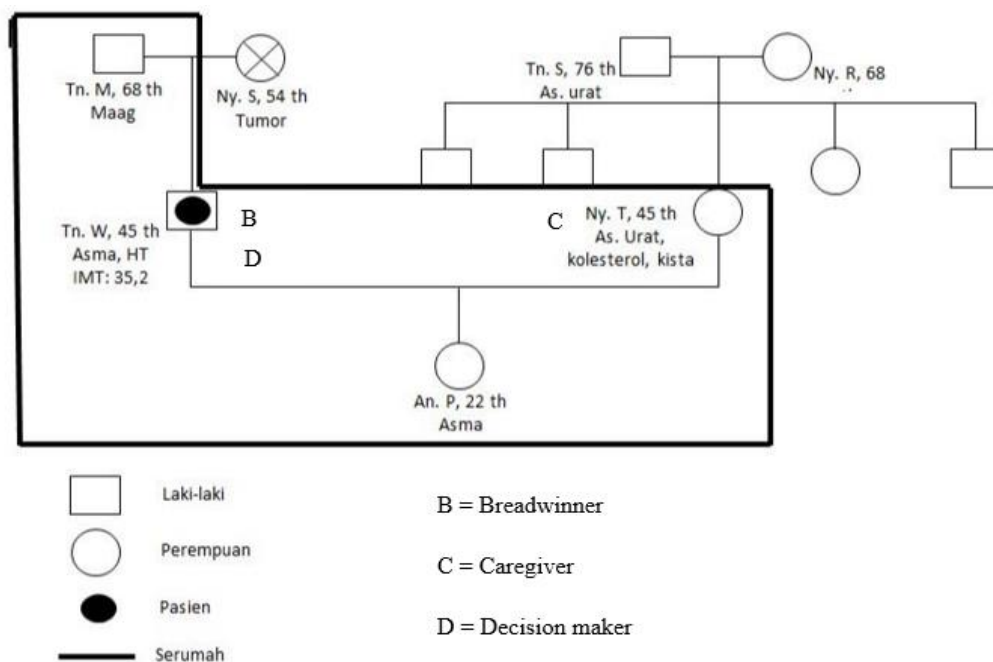 Tn. M, 68 th
Maag
Ny. S, 54 th
Tumor
Tn. S, 76 th
As. urat
Ny. R, 68
Tn. W, 45 th
Asma, HT
IMT: 35,2
B
D
C
Ny. T, 45 th
As. Urat,
kolesterol, kista
An. P, 22 th
Asma
Laki-laki
Perempuan
Pasien
Serumah
B = Breadwinner
C = Caregiver
D = Decision maker